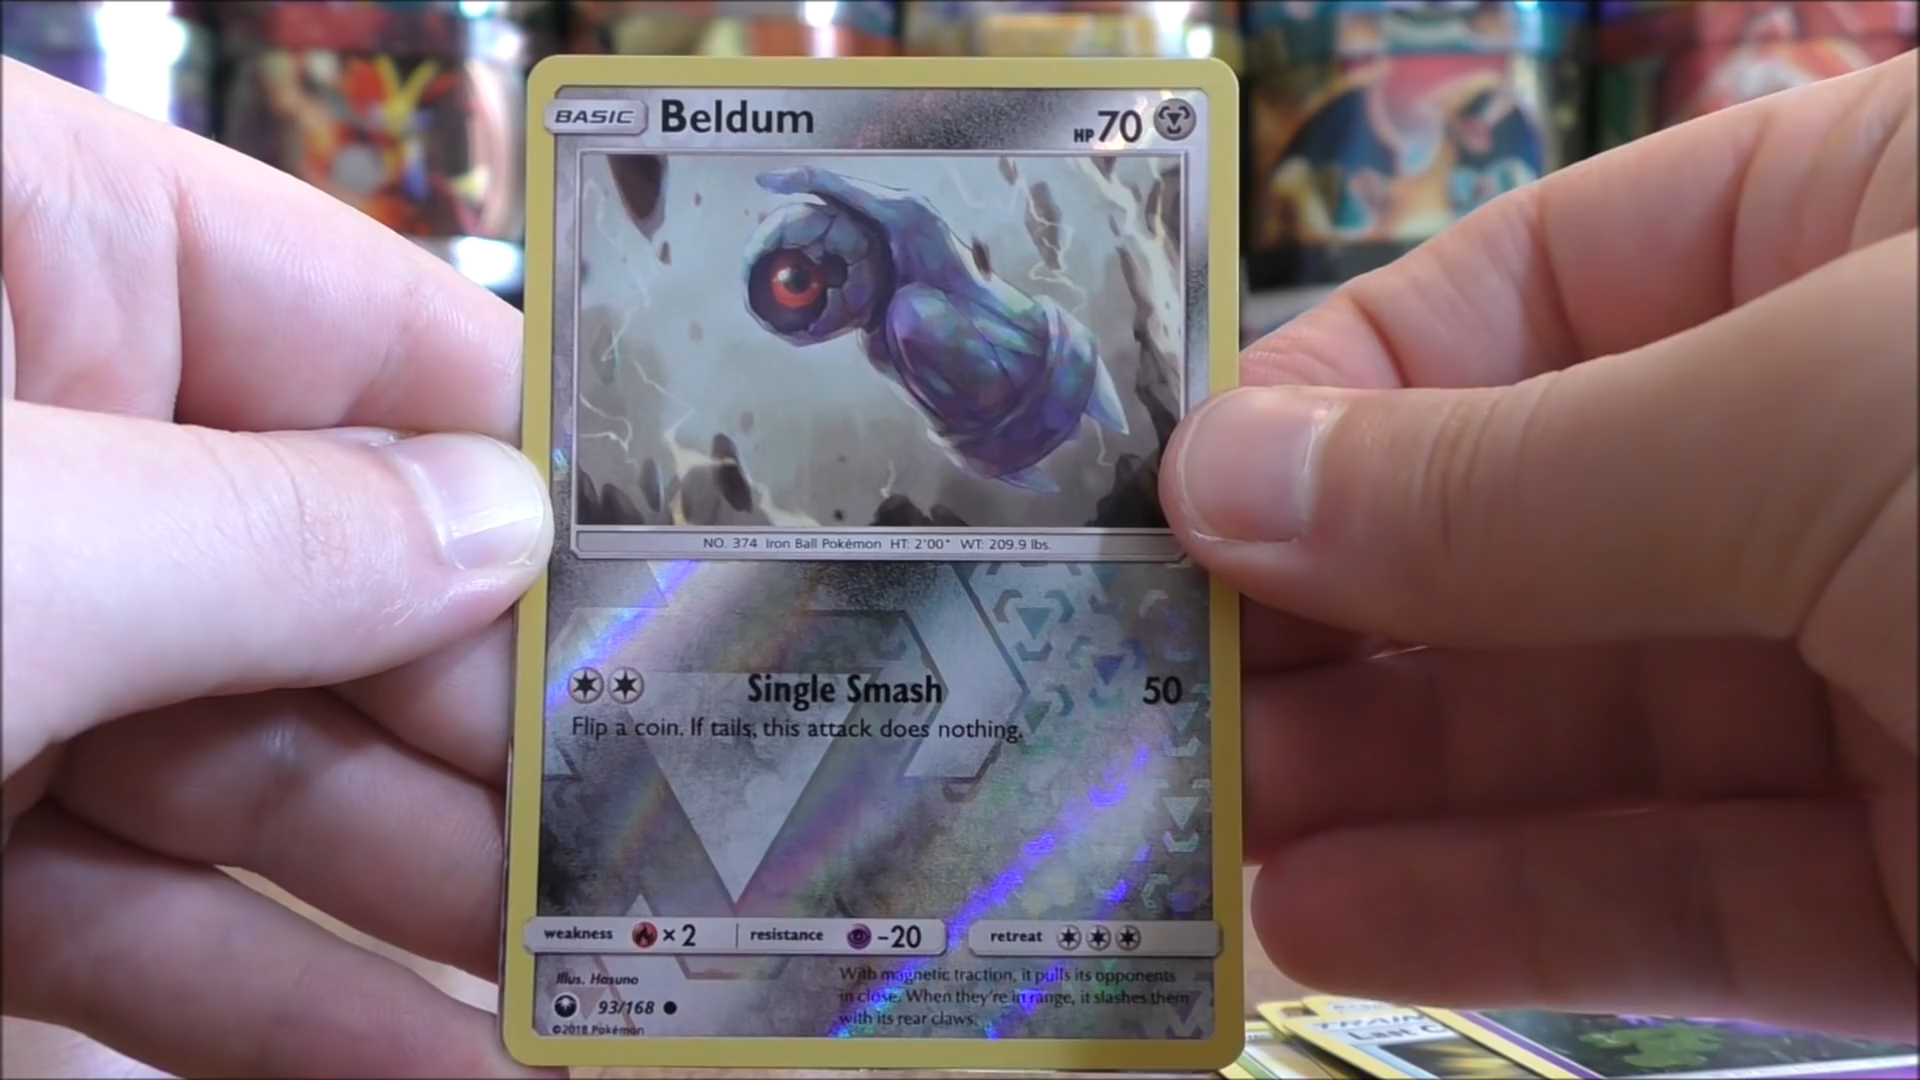 BASIC Beldum HP 70
NO. 374 Iron Ball Pokémon HT: 2'00" WT: 209.9 lbs.
Single Smash 50
Flip a coin. If tails, this attack does nothing.
weakness ×2 resistance -20 retreat
Illus. Hasuno
93/168
©2018 Pokémon
With magnetic traction, it pulls its opponents
in close. When they're in range, it slashes them
with its rear claws.
TRAIN